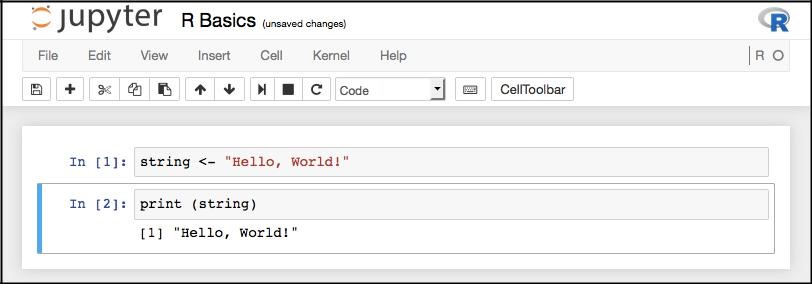 jupyter R Basics (unsaved changes) R
File Edit View Insert Cell Kernel Help R
Code CellToolbar
In [1]: string <- "Hello, World!"
In [2]: print (string)
[1] "Hello, World!"